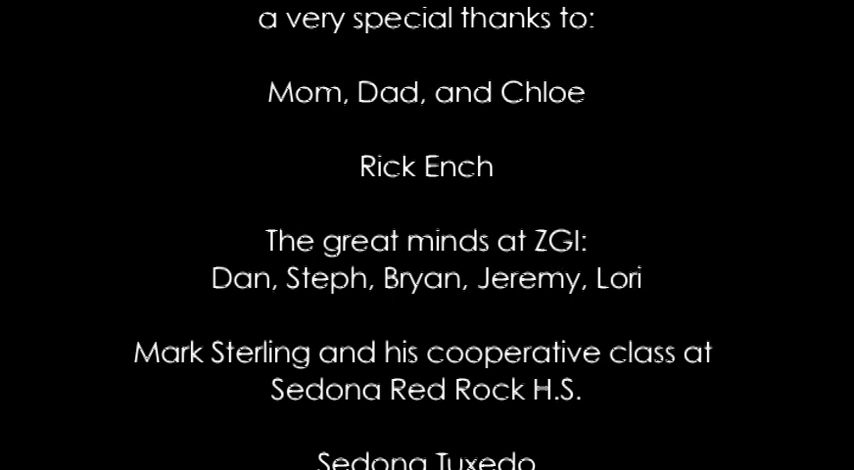 a very special thanks to:
Mom, Dad, and Chloe
Rick Ench
The great minds at ZGI:
Dan, Steph, Bryan, Jeremy, Lori
Mark Sterling and his cooperative class at
Sedona Red Rock H.S.
Sedona Tuxedo